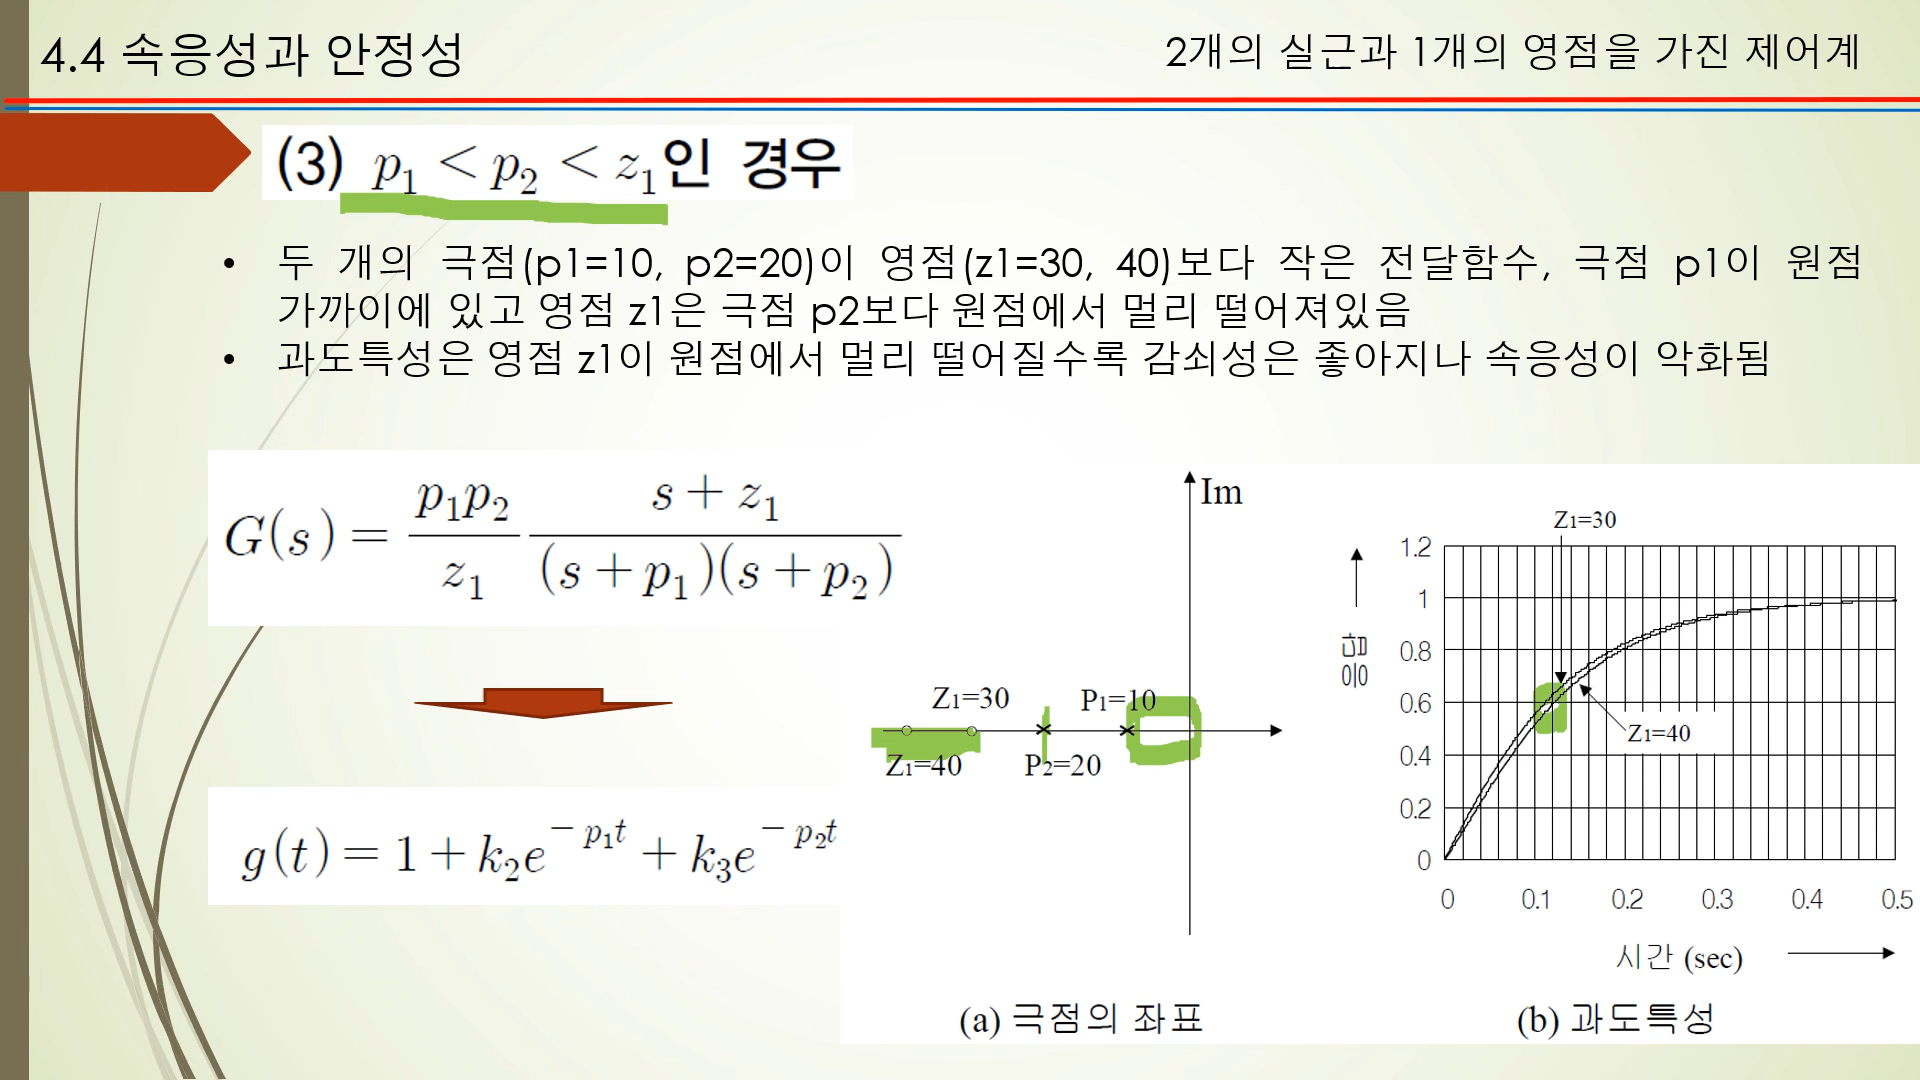 4.4 속응성과 안정성
2개의 실근과 1개의 영점을 가진 제어계
(3) p₁ < p₂ < z₁인 경우
• 두 개의 극점(p1=10, p2=20)이 영점(z1=30, 40)보다 작은 전달함수, 극점 p1이 원점
가까이에 있고 영점 z1은 극점 p2보다 원점에서 멀리 떨어져있음
• 과도특성은 영점 z1이 원점에서 멀리 떨어질수록 감쇠성은 좋아지나 속응성이 악화됨
G(s) = p₁p₂/z₁ (s + z₁)/((s + p₁)(s + p₂))
g(t) = 1 + k₂e^(− p₁t) + k₃e^(− p₂t)
Im
Z₁=30
P₁=10
Z₁=40
P₂=20
(a) 극점의 좌표
Z₁=30
1.2
1
0.8
0.6
0.4
0.2
0
응답
Z₁=40
0 0.1 0.2 0.3 0.4 0.5
시간 (sec)
(b) 과도특성